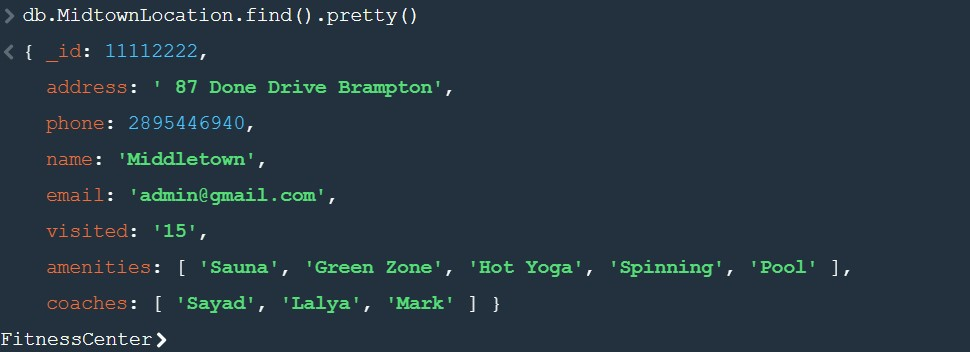 > db.MidtownLocation.find().pretty()
< { _id: 11112222,
address: ' 87 Done Drive Brampton',
phone: 2895446940,
name: 'Middletown',
email: 'admin@gmail.com',
visited: '15',
amenities: [ 'Sauna', 'Green Zone', 'Hot Yoga', 'Spinning', 'Pool' ],
coaches: [ 'Sayad', 'Lalya', 'Mark' ] }
FitnessCenter>